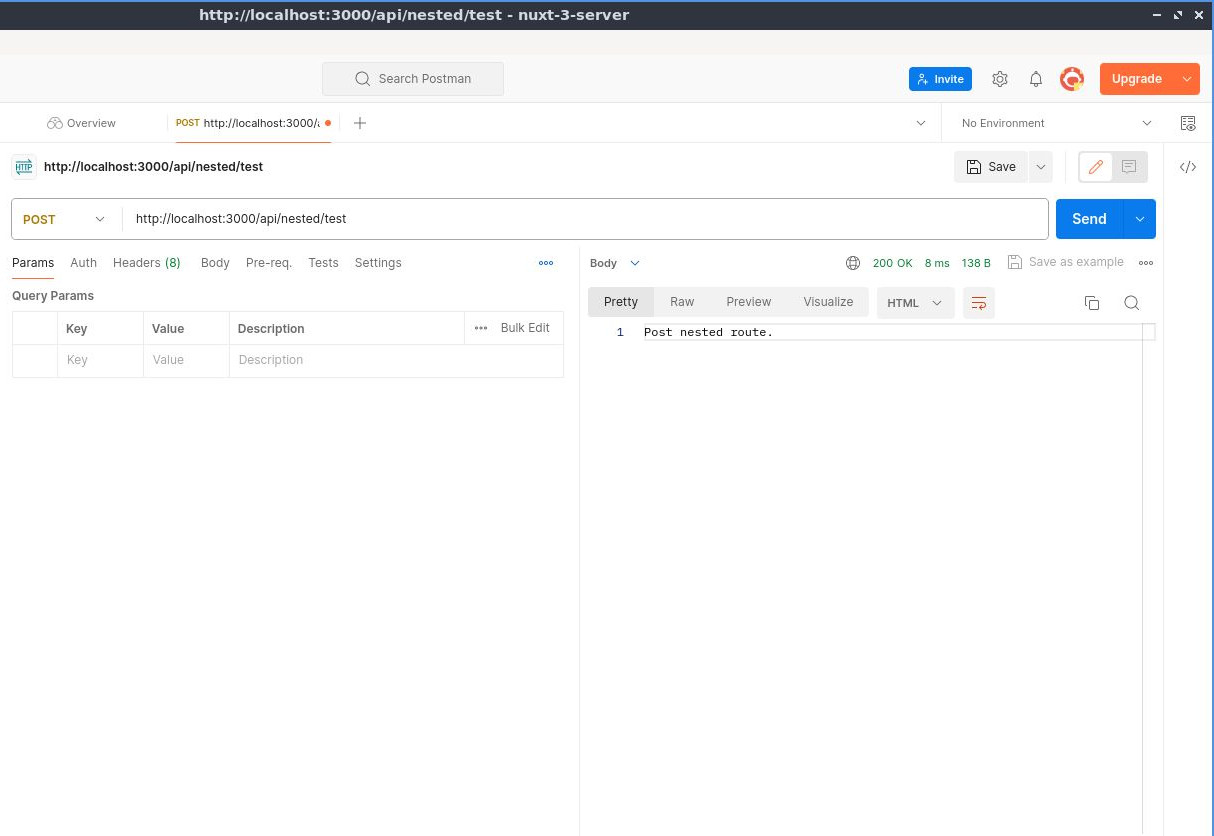 http://localhost:3000/api/nested/test - nuxt-3-server
Search Postman
Invite
Upgrade
Overview
POST http://localhost:3000/a
No Environment
HTTP
http://localhost:3000/api/nested/test
Save
</>
POST
http://localhost:3000/api/nested/test
Send
Params Auth Headers (8) Body Pre-req. Tests Settings
Body
200 OK 8 ms 138 B
Save as example
Query Params
Pretty Raw Preview Visualize
HTML
Key Value Description
Bulk Edit
Key Value Description
1 Post nested route.